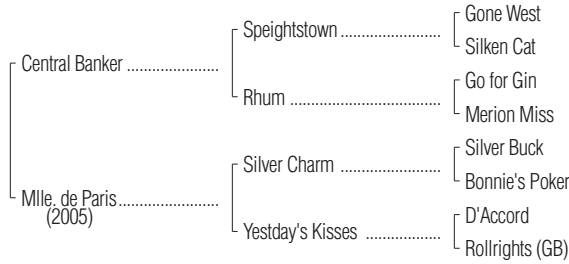 Gone West
Speightstown ......................
Silken Cat
Central Banker ......................
Go for Gin
Rhum ......................
Merion Miss
Silver Buck
Silver Charm ......................
Bonnie's Poker
Mlle. de Paris ......................
(2005)
D'Accord
Yestday's Kisses ......................
Rollrights (GB)